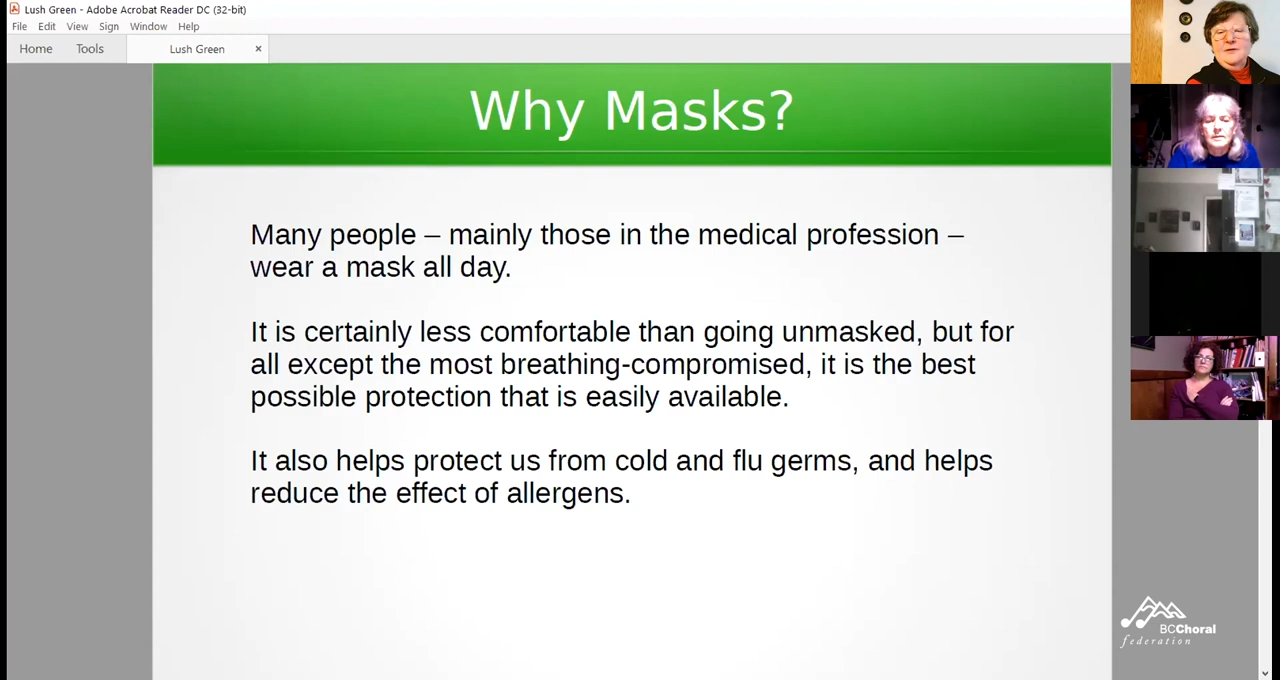 Lush Green - Adobe Acrobat Reader DC (32-bit)
File Edit View Sign Window Help
Home Tools Lush Green ×
Why Masks?
Many people – mainly those in the medical profession –
wear a mask all day.
It is certainly less comfortable than going unmasked, but for
all except the most breathing-compromised, it is the best
possible protection that is easily available.
It also helps protect us from cold and flu germs, and helps
reduce the effect of allergens.
BCChoral
federation